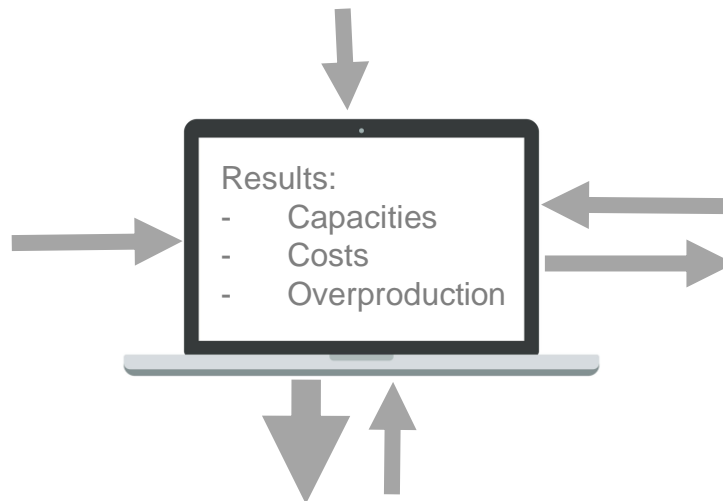 Results:
- Capacities
- Costs
- Overproduction